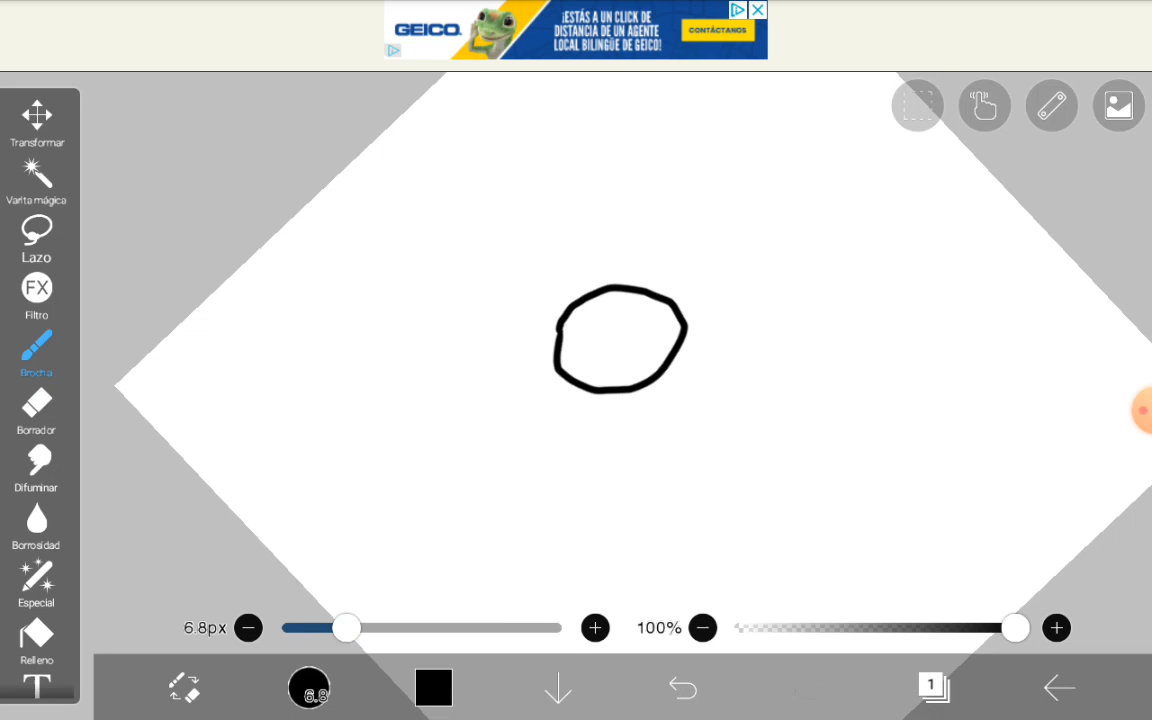 GEICO.
¡ESTÁS A UN CLICK DE
DISTANCIA DE UN AGENTE
LOCAL BILINGÜE DE GEICO!
CONTÁCTANOS
Transformar
Varita mágica
Lazo
FX
Filtro
Brocha
Borrador
Difuminar
Borrosidad
Especial
Relleno
T
6.8px
100%
6.8
1